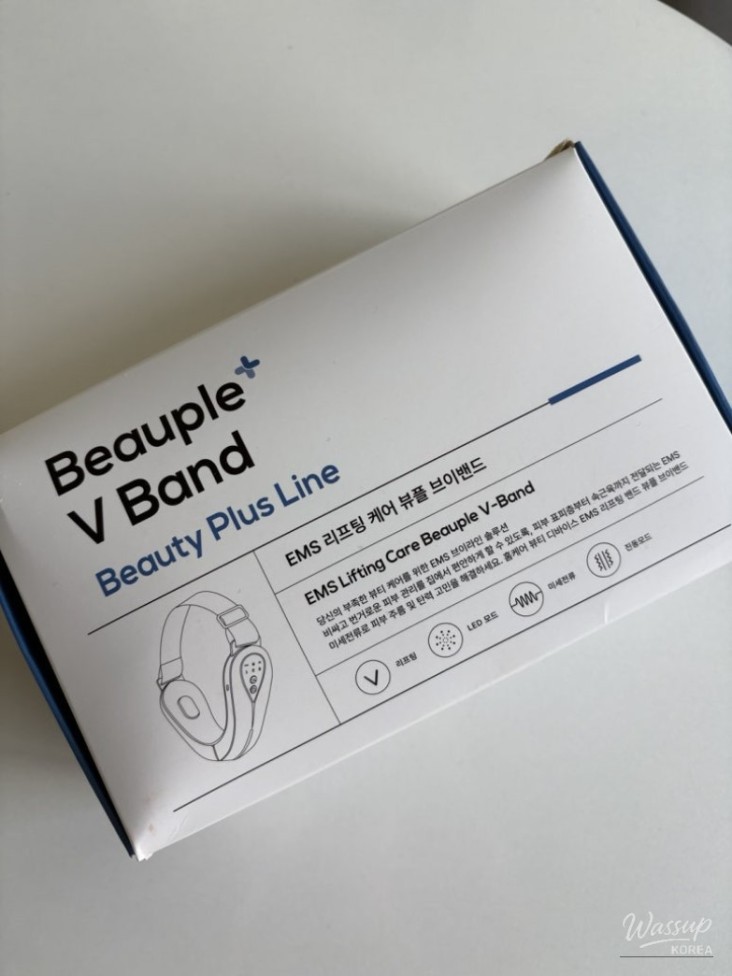 Beauple
V Band
Beauty Plus Line
EMS 리프팅 케어 뷰플 브이밴드
EMS Lifting Care Beauple V-Band
당신의 부족한 뷰티 케어를 위한 EMS 브이라인 솔루션
비싸고 번거로운 피부 관리를 집에서 편안하게 할 수 있도록, 피부 표피층부터 속근육까지 전달되는 EMS
미세전류로 피부 주름 및 탄력 고민을 해결하세요. 홈케어 뷰티 디바이스 EMS 리프팅 밴드 뷰플 브이밴드
리프팅
LED 모드
미세전류
진동모드
Wassup
KOREA